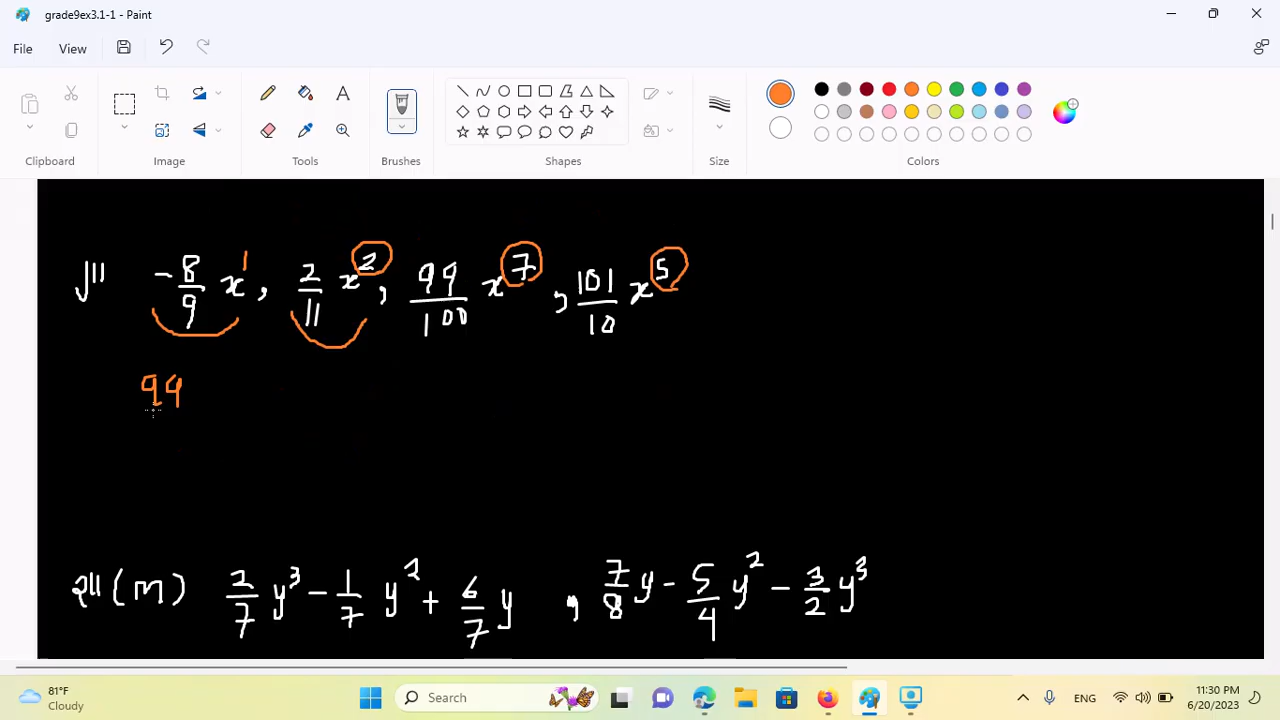 grade9ex3.1-1 - Paint
File View
Clipboard Image Tools Brushes Shapes Size Colors
j|| -8/9 x¹, 2/11 x², 99/100 x⁷, 101/10 x⁵
99
2|| (m) 2/7 y³ - 1/7 y² + 6/7 y , 7/8 y - 5/4 y² - 3/2 y³
81°F
Cloudy
Search
ENG
11:30 PM
6/20/2023